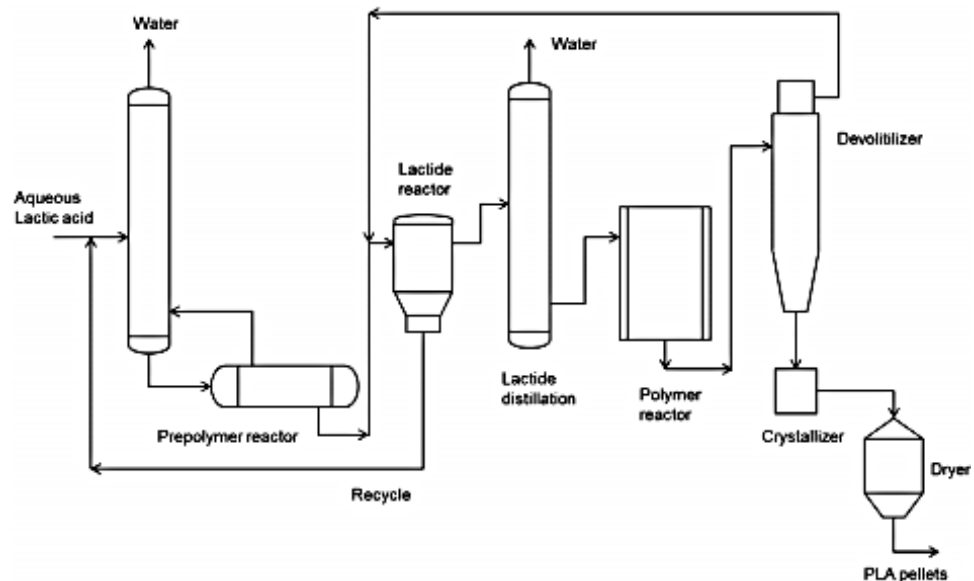 Water
Water
Devolitilizer
Lactide
reactor
Aqueous
Lactic acid
Lactide
distillation
Polymer
reactor
Prepolymer reactor
Crystallizer
Dryer
Recycle
PLA pellets